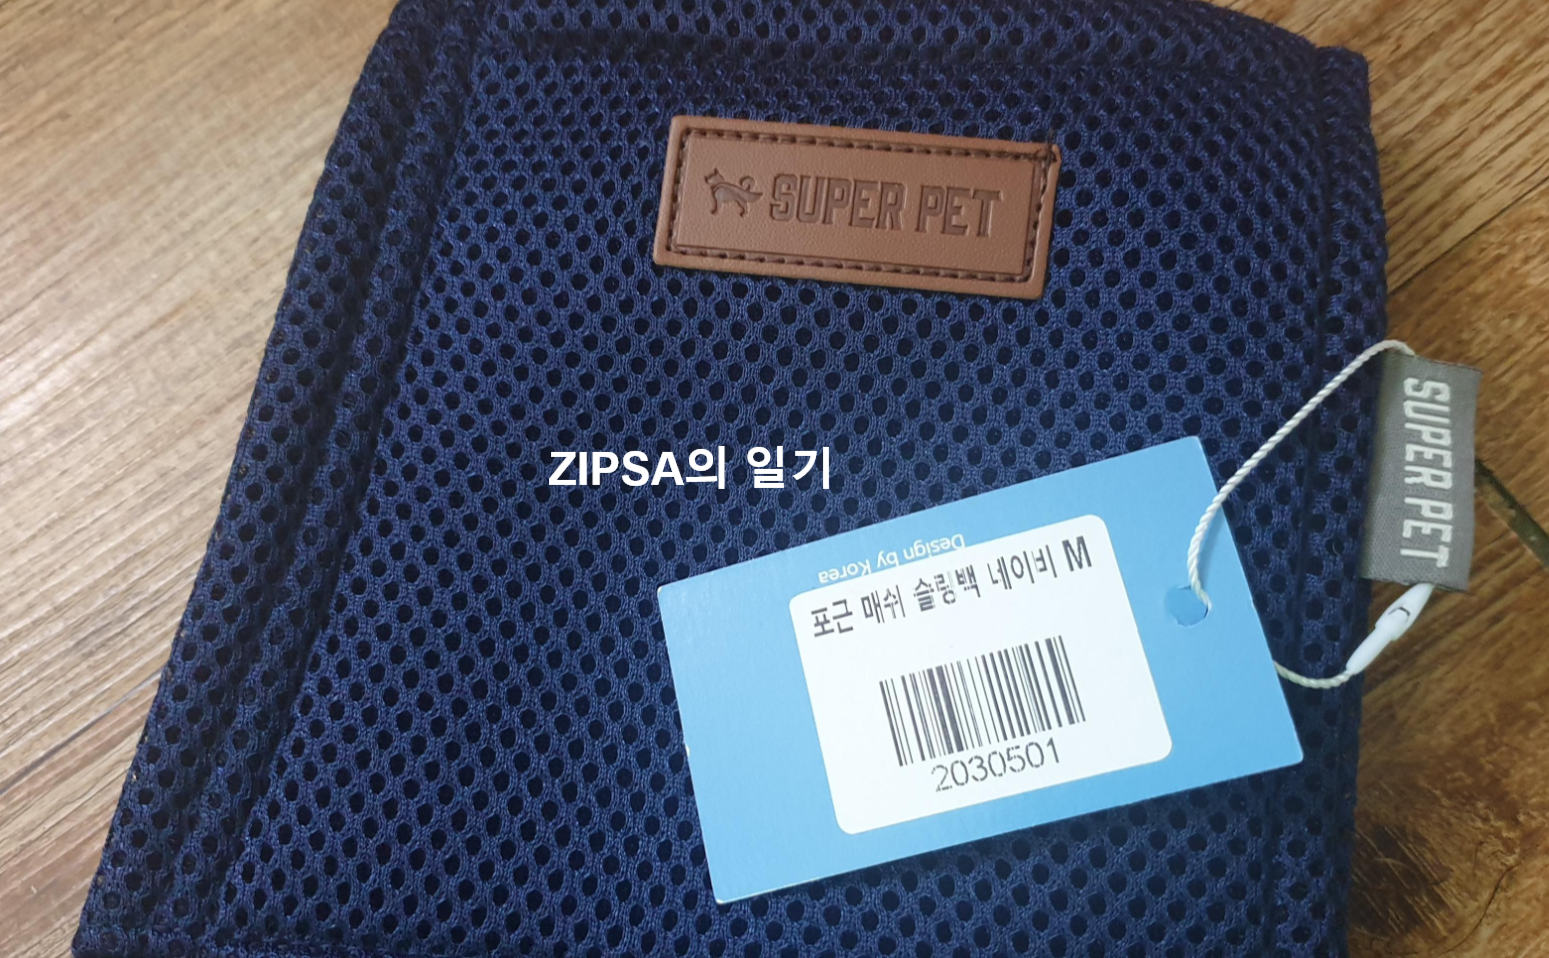 SUPER PET
SUPER PET
ZIPSA의 일기
Design by Korea
포근 매쉬 슬링백 네이비 M
2030501